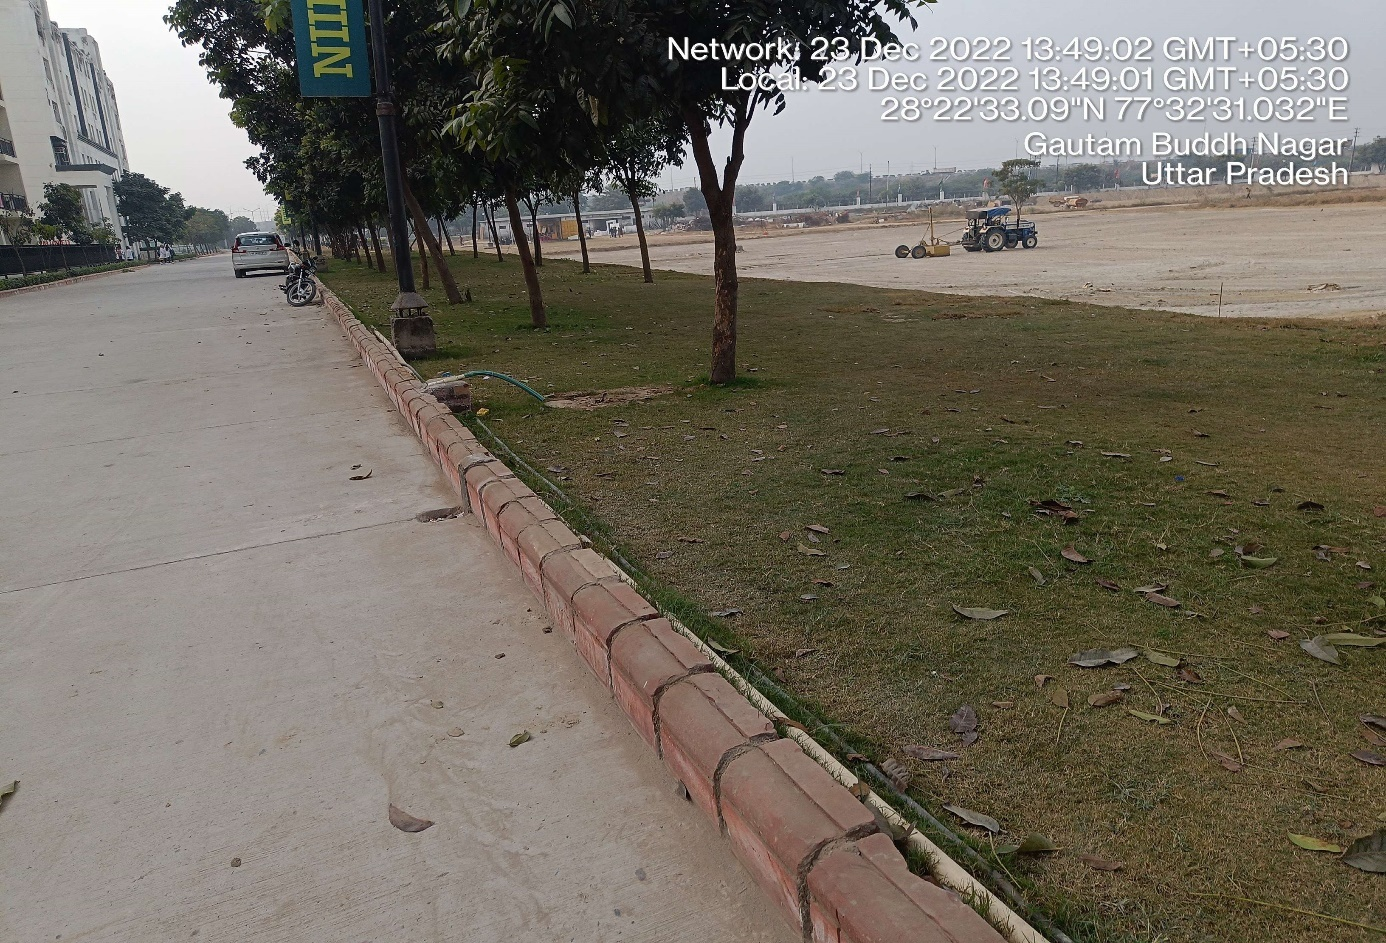 Network: 23 Dec 2022 13:49:02 GMT+05:30
Local: 23 Dec 2022 13:49:01 GMT+05:30
28°22'33.09"N 77°32'31.032"E
Gautam Buddh Nagar
Uttar Pradesh